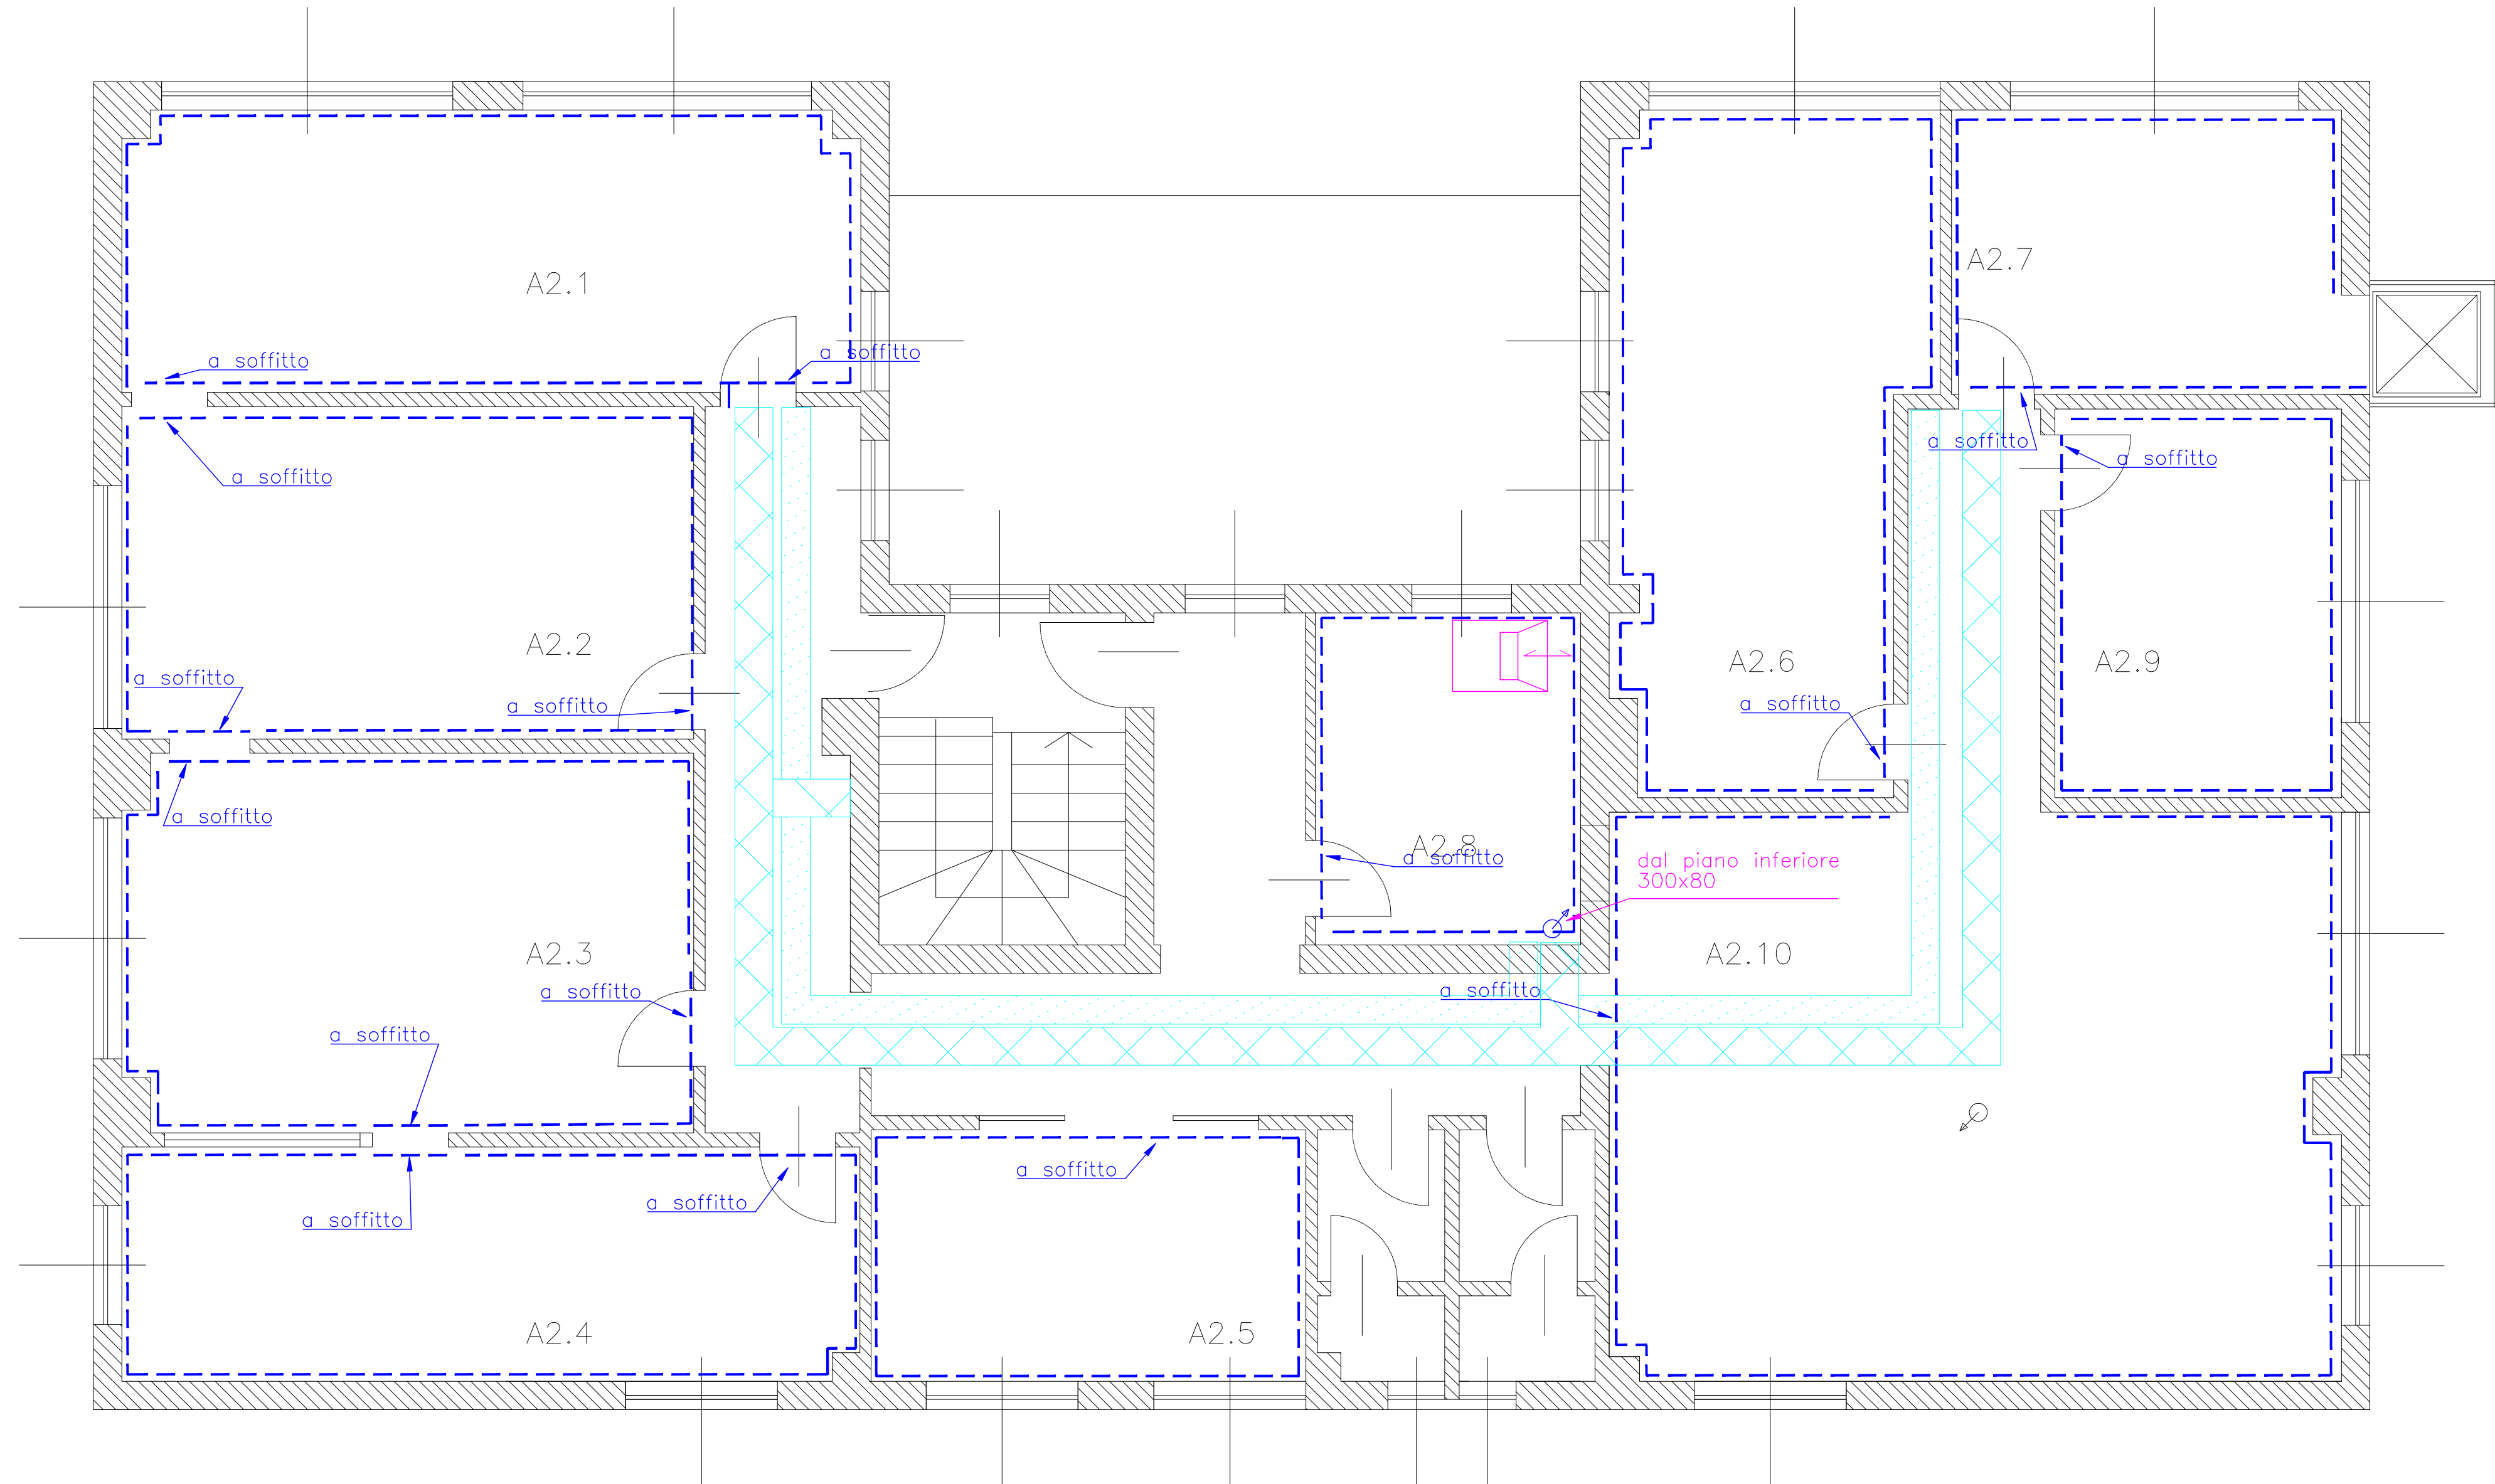 A2.7
A2.1
a soffitto
a soffitto
a soffitto
a soffitto
a soffitto
A2.2
A2.6
A2.9
a soffitto
a soffitto
a soffitto
a soffitto
A2.8
a soffitto
dal piano inferiore
300x80
A2.3
A2.10
a soffitto
a soffitto
a soffitto
a soffitto
a soffitto
a soffitto
A2.4
A2.5